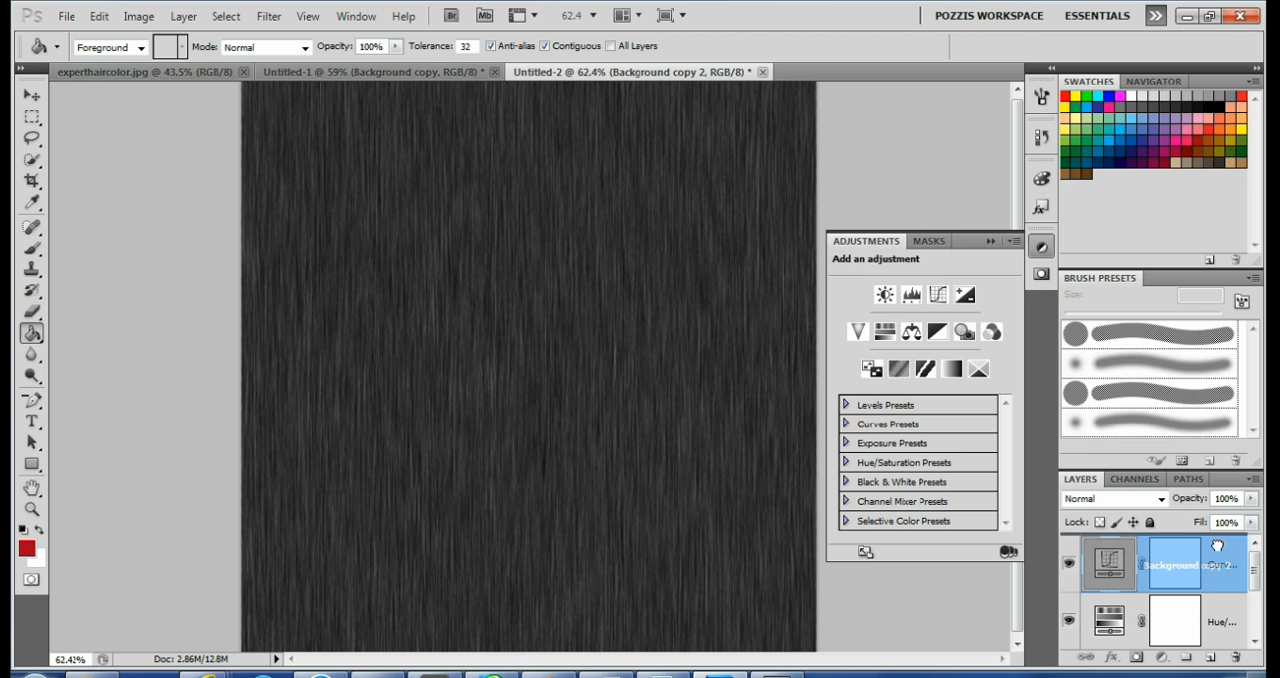 Ps File Edit Image Layer Select Filter View Window Help Br Mb 62.4 POZZIS WORKSPACE ESSENTIALS
Foreground Mode: Normal Opacity: 100% Tolerance: 32 Anti-alias Contiguous All Layers
experthaircolor.jpg @ 43.5% (RGB/8) Untitled-1 @ 59% (Background copy, RGB/8) * Untitled-2 @ 62.4% (Background copy 2, RGB/8) *
SWATCHES NAVIGATOR
ADJUSTMENTS MASKS
Add an adjustment
BRUSH PRESETS
Size:
Levels Presets
Curves Presets
Exposure Presets
Hue/Saturation Presets
Black & White Presets
Channel Mixer Presets
Selective Color Presets
LAYERS CHANNELS PATHS
Normal Opacity: 100%
Lock: Fill: 100%
Background copy 2
Hue/...
62.42% Doc: 2.86M/12.8M